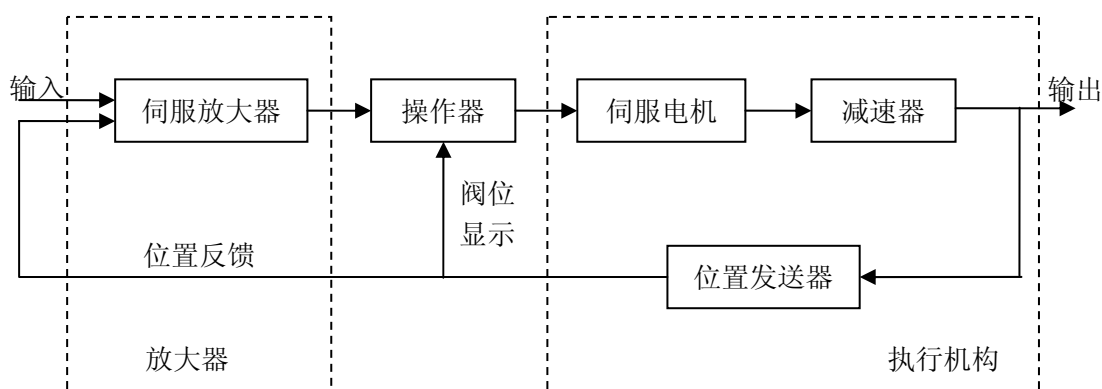 输入
伺服放大器
操作器
伺服电机
减速器
输出
阀位
显示
位置反馈
位置发送器
放大器
执行机构